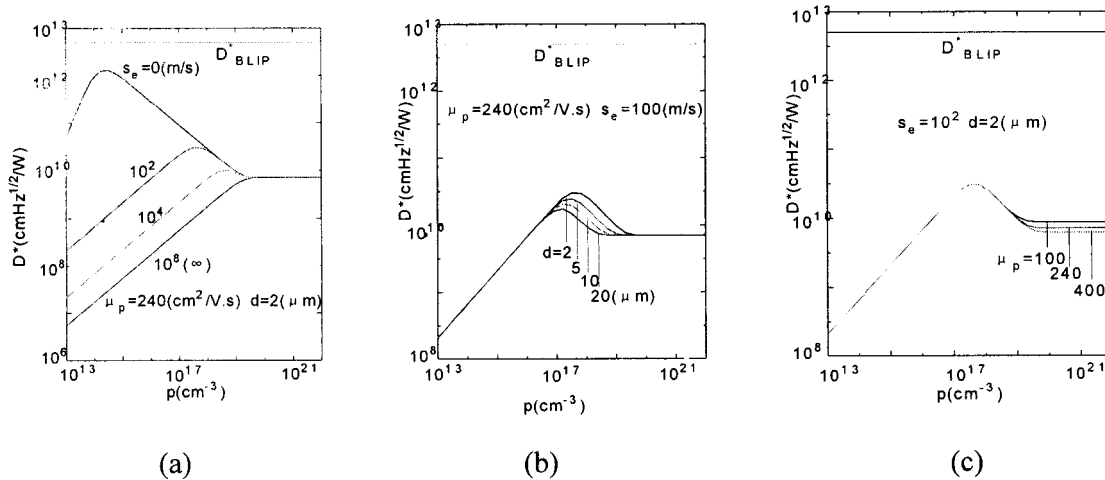 10^13
D*BLIP
s_e=0(m/s)
10^12
D*(cmHz^1/2/W)
10^10
10^2
10^4
10^8
10^8(∞)
μ_p=240(cm^2/V.s) d=2(μm)
10^6
10^13 10^17 10^21
p(cm^-3)
(a)
10^13
D*BLIP
10^12
μ_p=240(cm^2/V.s) s_e=100(m/s)
D*(cmHz^1/2/W)
10^10
d=2
5
10
20(μm)
10^8
10^13 10^17 10^21
p(cm^-3)
(b)
10^13
D*BLIP
10^12
s_e=10^2 d=2(μm)
D*(cmHz^1/2/W)
10^10
μ_p=100
240
400
10^8
10^13 10^17 10^21
p(cm^-3)
(c)